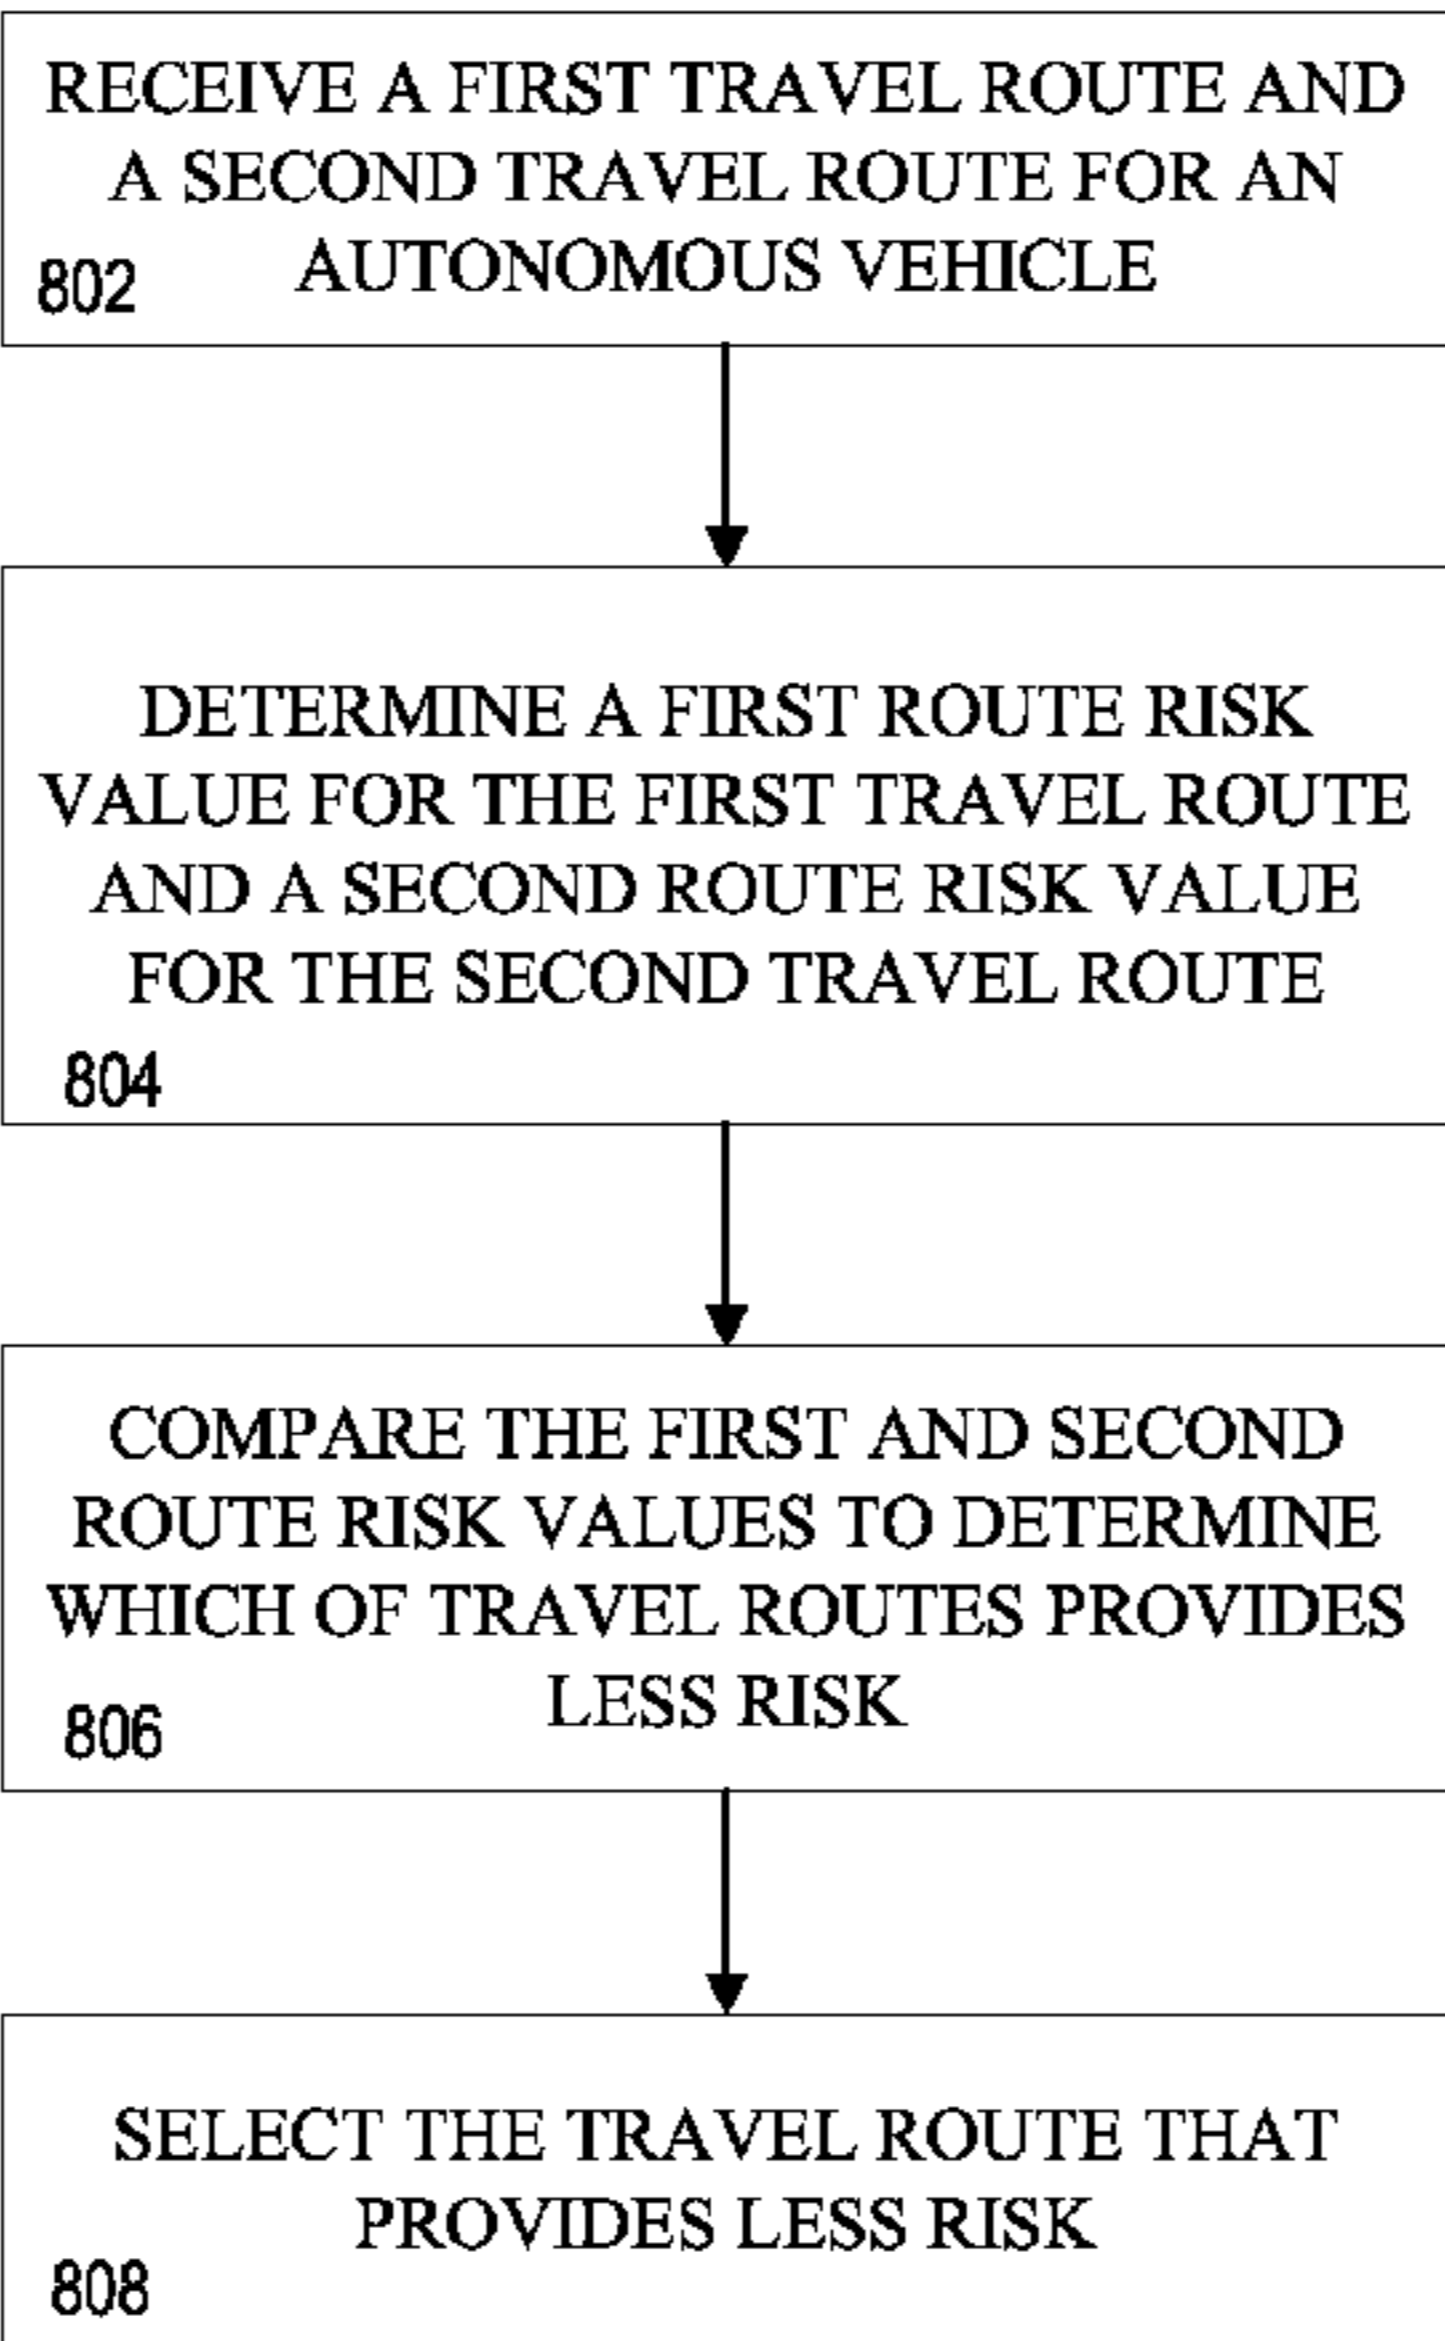 RECEIVE A FIRST TRAVEL ROUTE AND
A SECOND TRAVEL ROUTE FOR AN
AUTONOMOUS VEHICLE
802
DETERMINE A FIRST ROUTE RISK
VALUE FOR THE FIRST TRAVEL ROUTE
AND A SECOND ROUTE RISK VALUE
FOR THE SECOND TRAVEL ROUTE
804
COMPARE THE FIRST AND SECOND
ROUTE RISK VALUES TO DETERMINE
WHICH OF TRAVEL ROUTES PROVIDES
LESS RISK
806
SELECT THE TRAVEL ROUTE THAT
PROVIDES LESS RISK
808